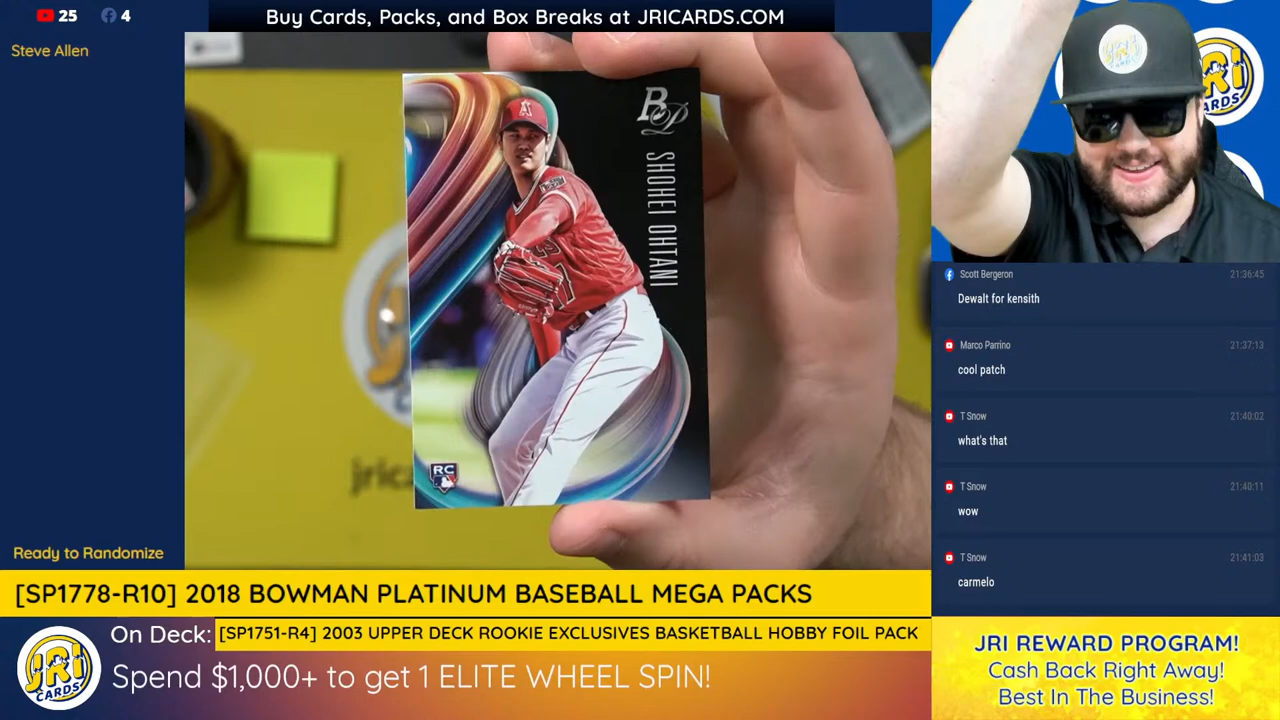 25
4
Buy Cards, Packs, and Box Breaks at JRICARDS.COM
Steve Allen
BP
SHOHEI OHTANI
A
RC
JRI
CARDS
Scott Bergeron 21:36:45
Dewalt for kensith
Marco Parrino 21:37:13
cool patch
T Snow 21:40:02
what's that
T Snow 21:40:11
wow
T Snow 21:41:03
carmelo
Ready to Randomize
[SP1778-R10] 2018 BOWMAN PLATINUM BASEBALL MEGA PACKS
On Deck: [SP1751-R4] 2003 UPPER DECK ROOKIE EXCLUSIVES BASKETBALL HOBBY FOIL PACK
Spend $1,000+ to get 1 ELITE WHEEL SPIN!
JRI
CARDS
JRI REWARD PROGRAM!
Cash Back Right Away!
Best In The Business!